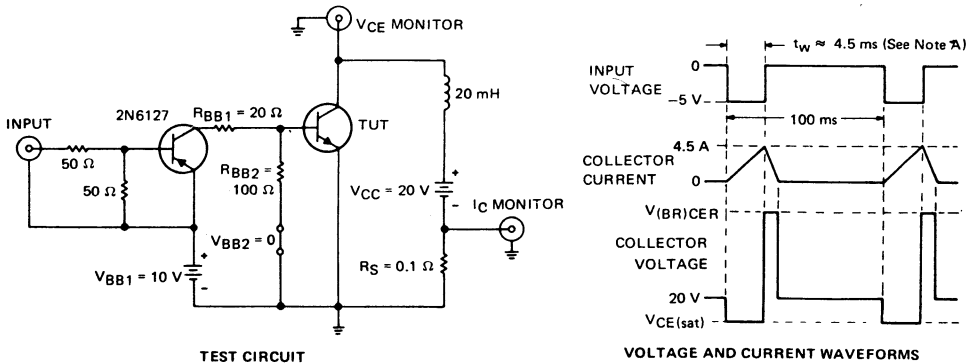 VCE MONITOR
20 mH
INPUT
2N6127
RBB1 = 20 Ω
TUT
50 Ω
50 Ω
RBB2 =
100 Ω
VCC = 20 V
+
-
IC MONITOR
VBB2 = 0
+
-
VBB1 = 10 V
RS = 0.1 Ω
TEST CIRCUIT
tw ≈ 4.5 ms (See Note A)
INPUT
VOLTAGE
0
-5 V
100 ms
4.5 A
COLLECTOR
CURRENT
0
V(BR)CER
COLLECTOR
VOLTAGE
20 V
VCE(sat)
VOLTAGE AND CURRENT WAVEFORMS